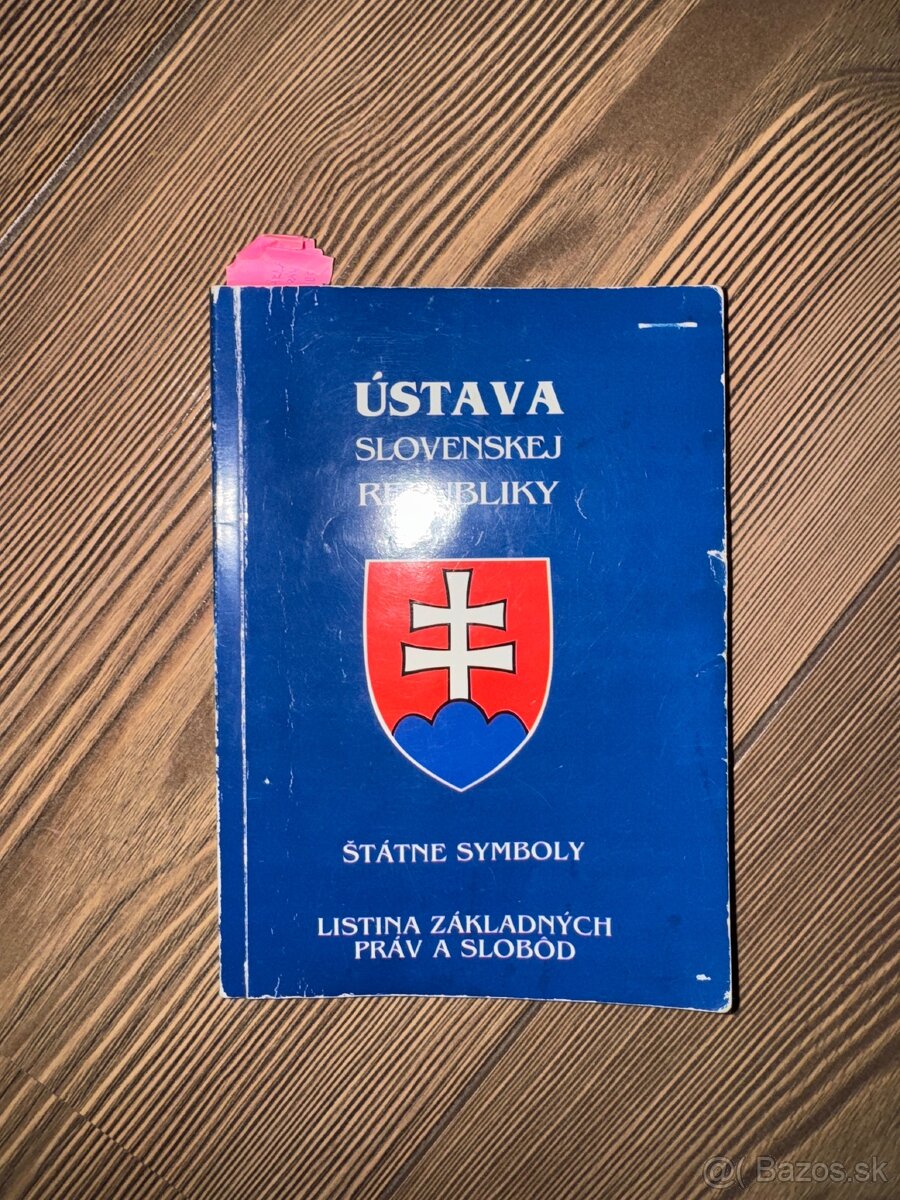 ÚSTAVA
SLOVENSKEJ
REPUBLIKY
ŠTÁTNE SYMBOLY
LISTINA ZÁKLADNÝCH
PRÁV A SLOBÔD
@( Bazos.sk